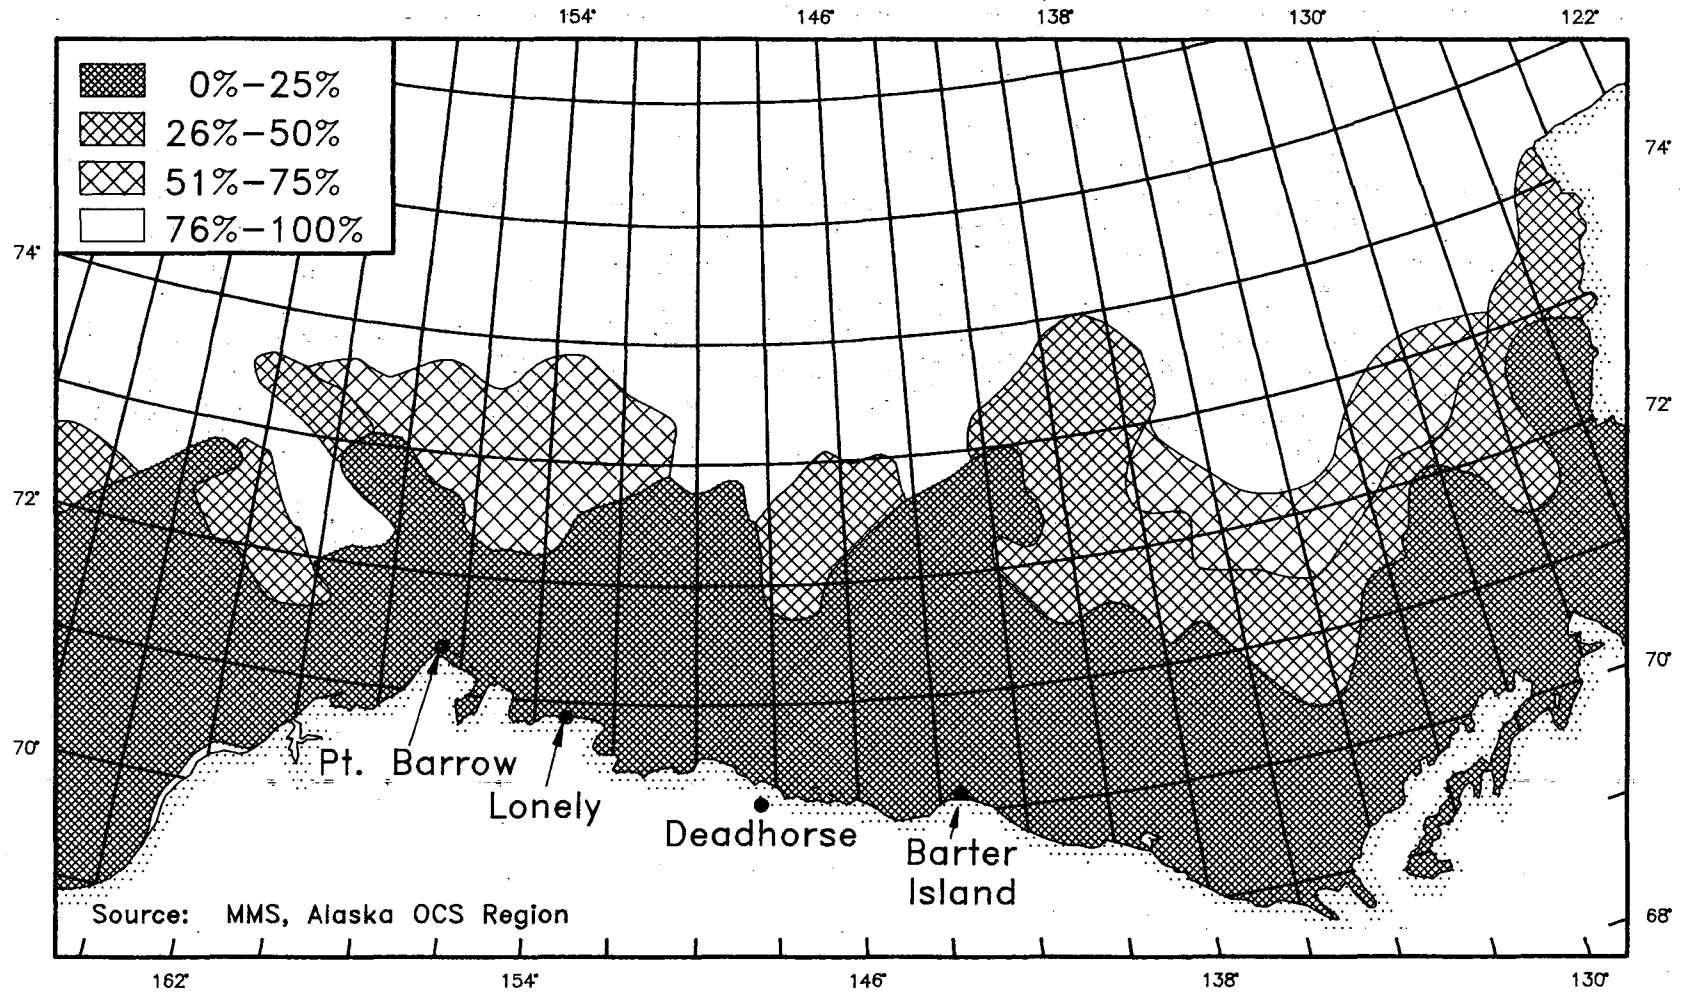 154° 146° 138° 130° 122°
0%-25%
26%-50%
51%-75%
76%-100%
74°
74°
72°
72°
70°
70°
68°
Pt. Barrow
Lonely
Deadhorse
Barter
Island
Source: MMS, Alaska OCS Region
162° 154° 146° 138° 130°